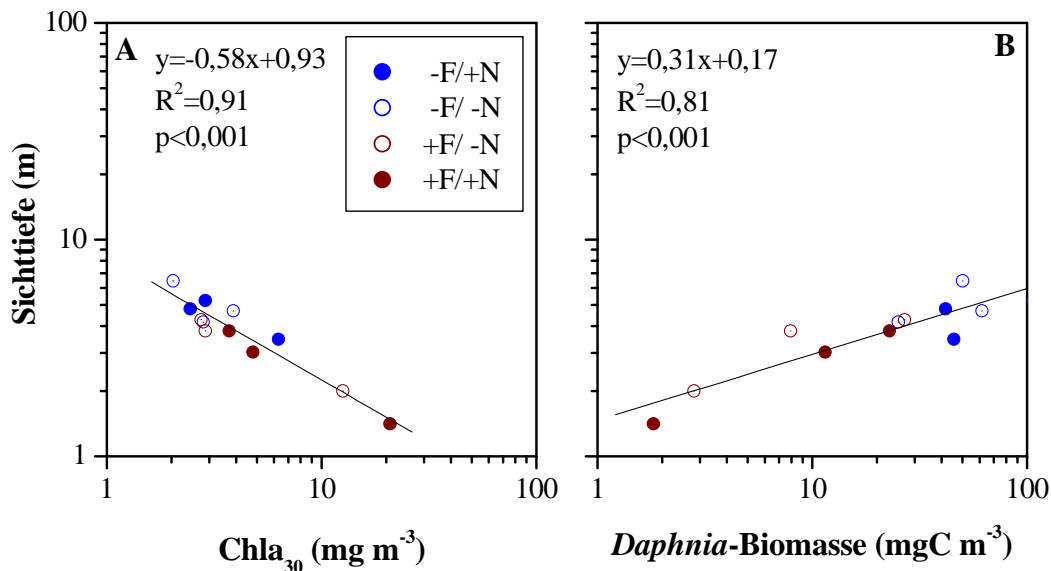 A
y=-0,58x+0,93
R²=0,91
p<0,001
-F/+N
-F/ -N
+F/ -N
+F/+N
B
y=0,31x+0,17
R²=0,81
p<0,001
100
10
1
Sichttiefe (m)
1 10 100
1 10 100
Chla₃₀ (mg m⁻³)
Daphnia-Biomasse (mgC m⁻³)